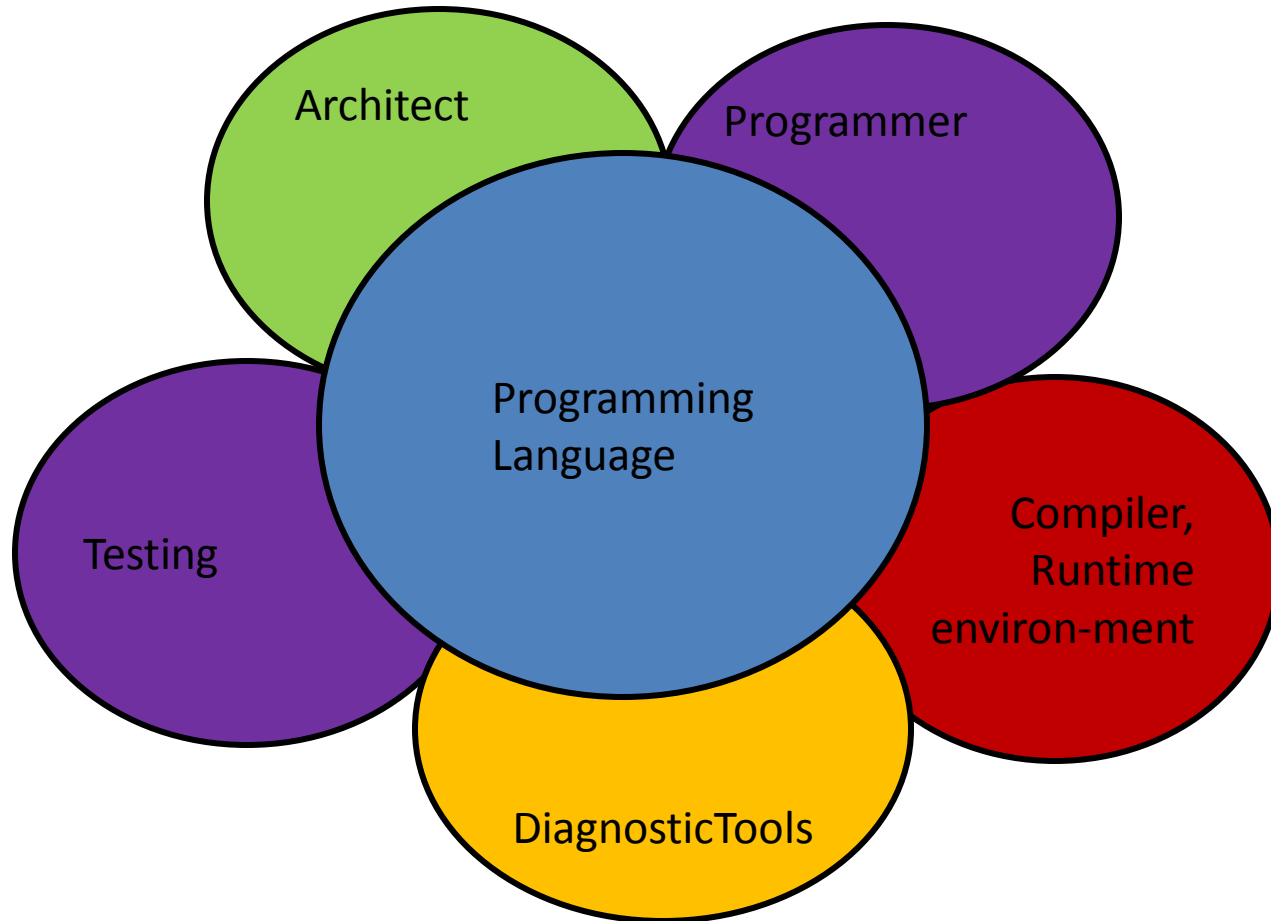 Architect
Programmer
Programming
Language
Testing
Compiler,
Runtime
environ-ment
DiagnosticTools